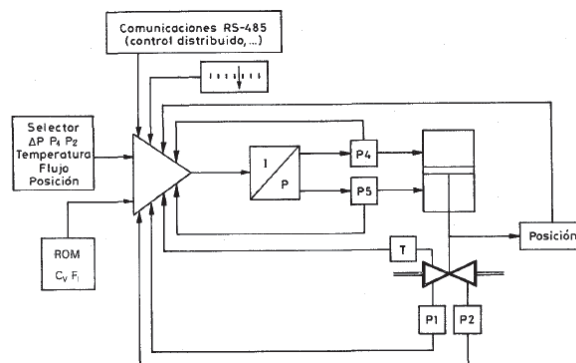 Comunicaciones RS-485
(control distribuido,...)
Selector
ΔP P₁ P₂
Temperatura
Flujo
Posición
I
P
P4
P5
ROM
Cᵥ Fₗ
T
Posición
P1
P2